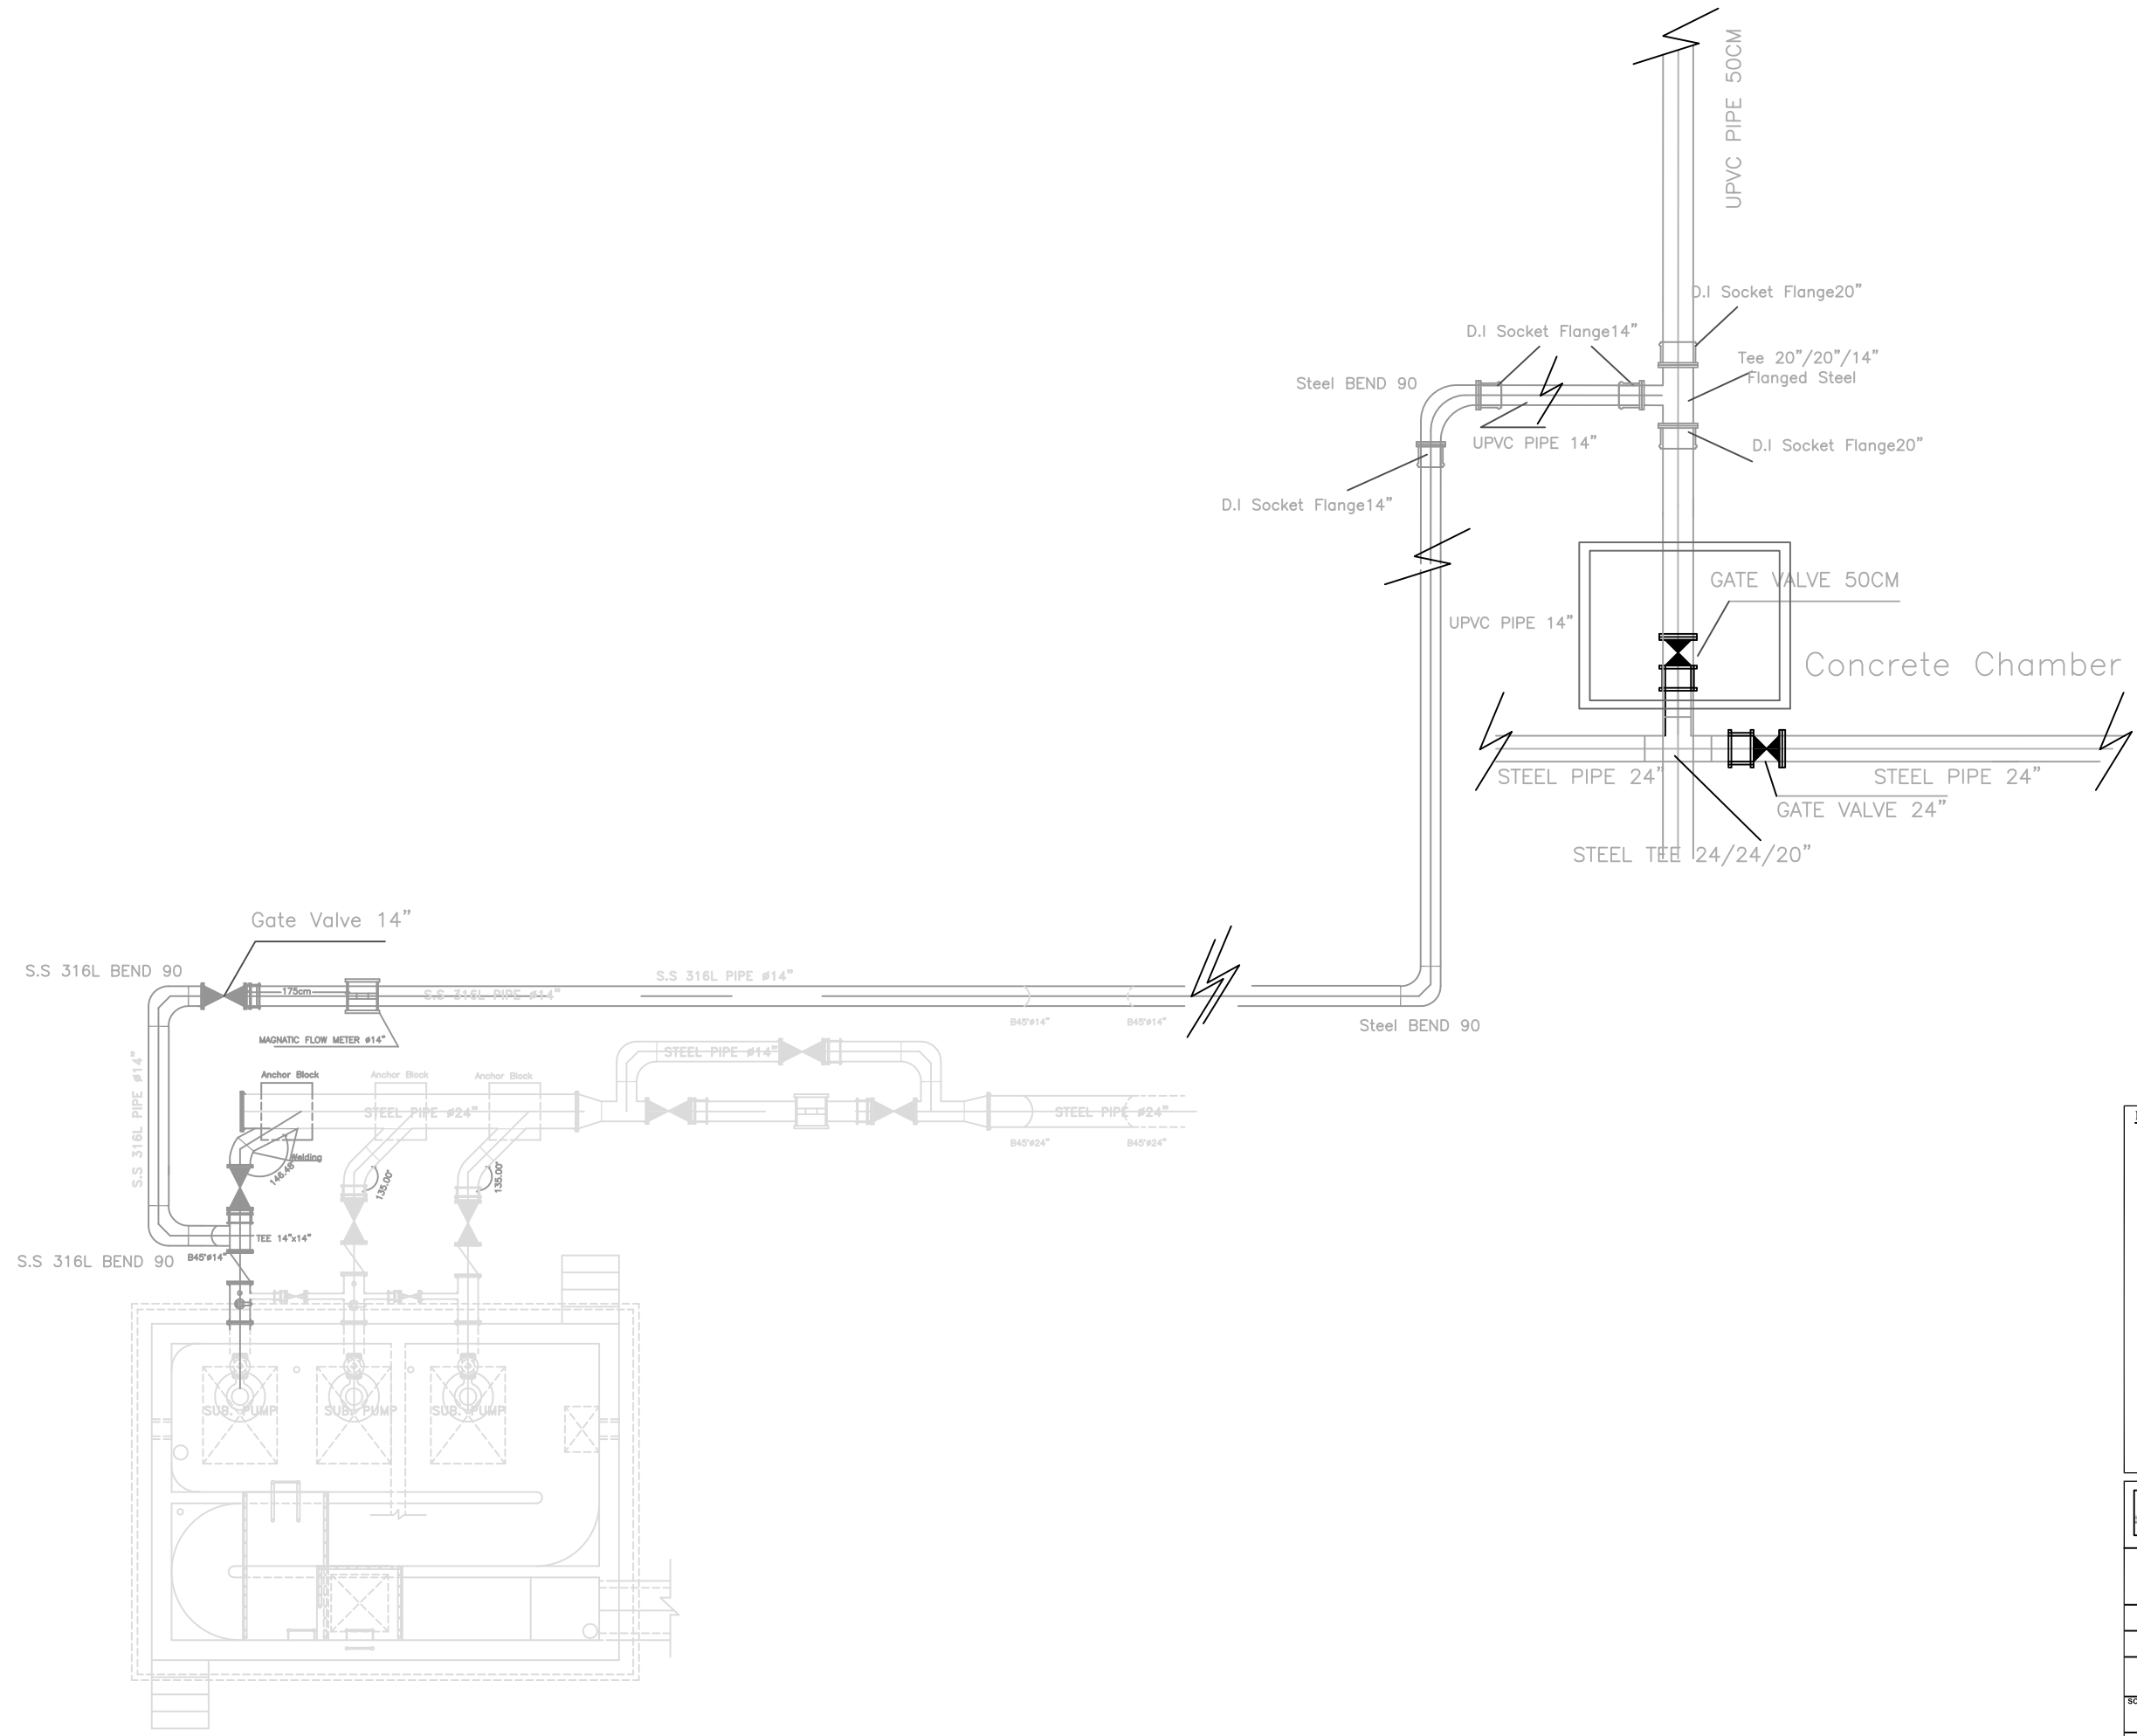 UPVC PIPE 50CM
D.I Socket Flange20"
D.I Socket Flange14"
Tee 20"/20"/14"
Flanged Steel
Steel BEND 90
UPVC PIPE 14"
D.I Socket Flange20"
D.I Socket Flange14"
GATE VALVE 50CM
UPVC PIPE 14"
Concrete Chamber
STEEL PIPE 24"
STEEL PIPE 24"
GATE VALVE 24"
STEEL TEE 24/24/20"
Gate Valve 14"
S.S 316L BEND 90
S.S 316L PIPE ø14"
175cm
S.S 316L PIPE ø14"
B45°ø14"
B45°ø14"
Steel BEND 90
MAGNATIC FLOW METER ø14"
STEEL PIPE ø14"
S.S 316L PIPE ø14"
Anchor Block
Anchor Block
Anchor Block
STEEL PIPE ø24"
STEEL PIPE ø24"
B45°ø24"
B45°ø24"
Welding
146.48°
135.00°
135.00°
TEE 14"x14"
B45°ø14"
S.S 316L BEND 90
SUB. PUMP
SUB. PUMP
SUB. PUMP